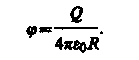 φ = Q / 4πε₀R.